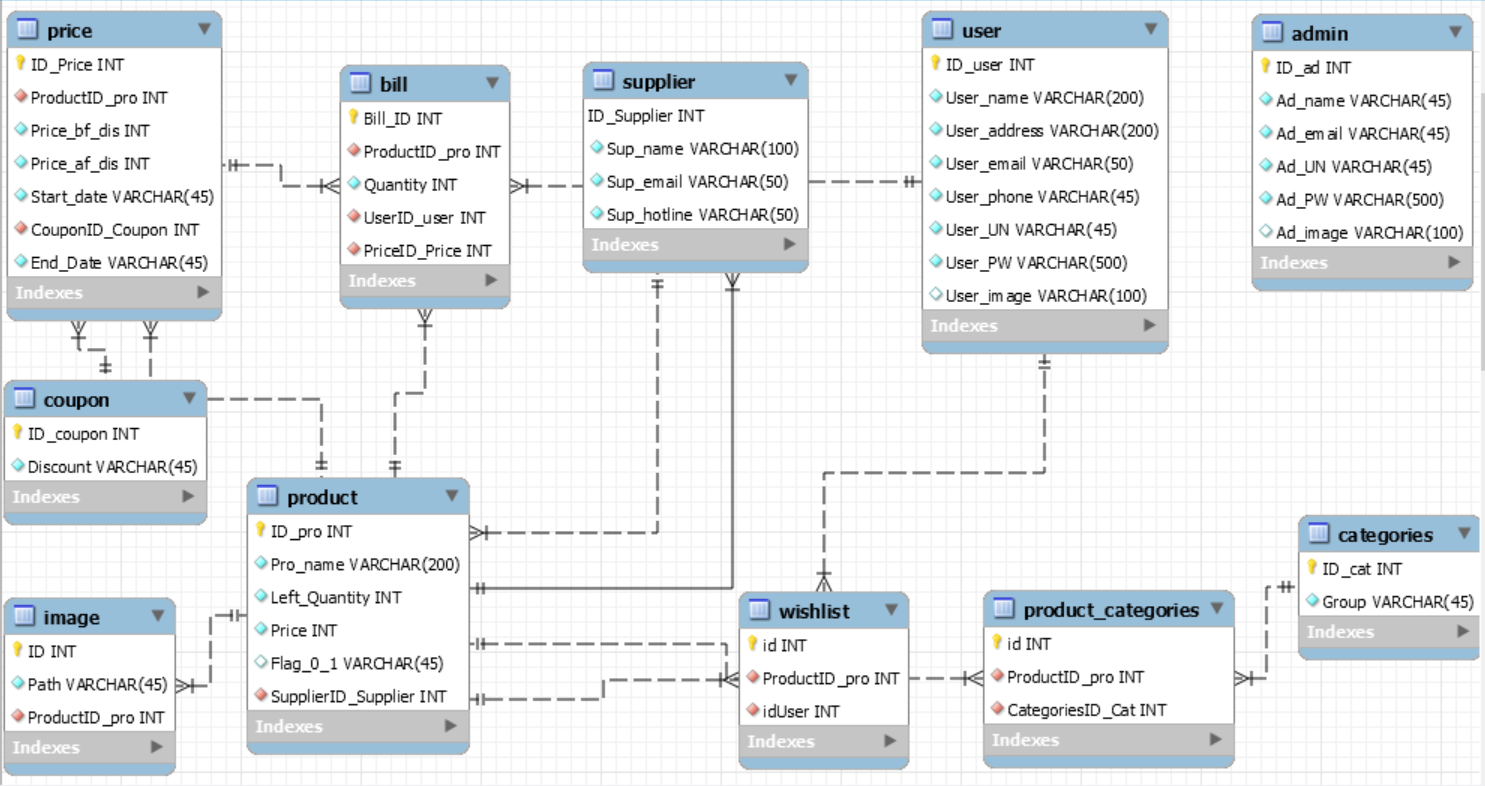 price
ID_Price INT
ProductID_pro INT
Price_bf_dis INT
Price_af_dis INT
Start_date VARCHAR(45)
CouponID_Coupon INT
End_Date VARCHAR(45)
Indexes
bill
Bill_ID INT
ProductID_pro INT
Quantity INT
UserID_user INT
PriceID_Price INT
Indexes
supplier
ID_Supplier INT
Sup_name VARCHAR(100)
Sup_email VARCHAR(50)
Sup_hotline VARCHAR(50)
Indexes
user
ID_user INT
User_name VARCHAR(200)
User_address VARCHAR(200)
User_email VARCHAR(50)
User_phone VARCHAR(45)
User_UN VARCHAR(45)
User_PW VARCHAR(500)
User_image VARCHAR(100)
Indexes
admin
ID_ad INT
Ad_name VARCHAR(45)
Ad_email VARCHAR(45)
Ad_UN VARCHAR(45)
Ad_PW VARCHAR(500)
Ad_image VARCHAR(100)
Indexes
coupon
ID_coupon INT
Discount VARCHAR(45)
Indexes
product
ID_pro INT
Pro_name VARCHAR(200)
Left_Quantity INT
Price INT
Flag_0_1 VARCHAR(45)
SupplierID_Supplier INT
Indexes
image
ID INT
Path VARCHAR(45)
ProductID_pro INT
Indexes
wishlist
id INT
ProductID_pro INT
idUser INT
Indexes
product_categories
id INT
ProductID_pro INT
CategoriesID_Cat INT
Indexes
categories
ID_cat INT
Group VARCHAR(45)
Indexes